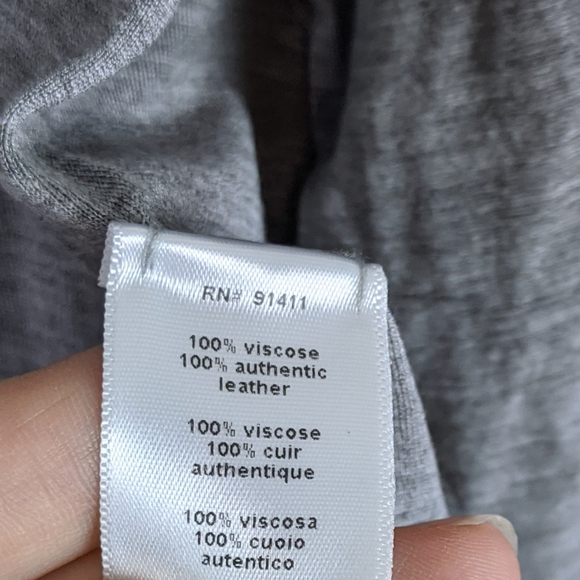 RN# 91411
100% viscose
100% authentic
leather
100% viscose
100% cuir
authentique
100% viscosa
100% cuoio
autentico